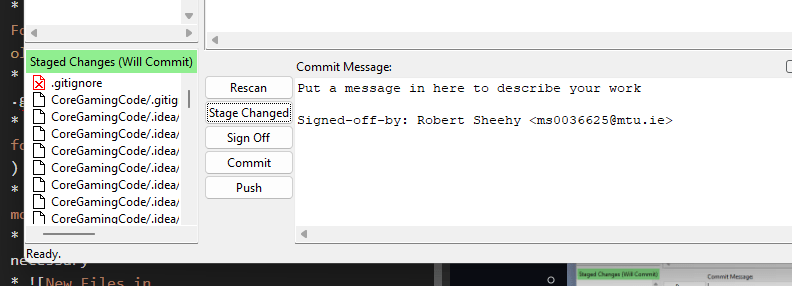 *
Fo
ol
*
.g
*
fo
)
*
mo
necessary
* ![New Files in
Staged Changes (Will Commit)
.gitignore
CoreGamingCode/.gitig
CoreGamingCode/.idea/
CoreGamingCode/.idea/
CoreGamingCode/.idea/
CoreGamingCode/.idea/
CoreGamingCode/.idea/
CoreGamingCode/.idea/
CoreGamingCode/.idea/
Rescan
Stage Changed
Sign Off
Commit
Push
Commit Message:
Put a message in here to describe your work
Signed-off-by: Robert Sheehy <ms0036625@mtu.ie>
Ready.
Staged Changes (Will Commit)
Commit Message